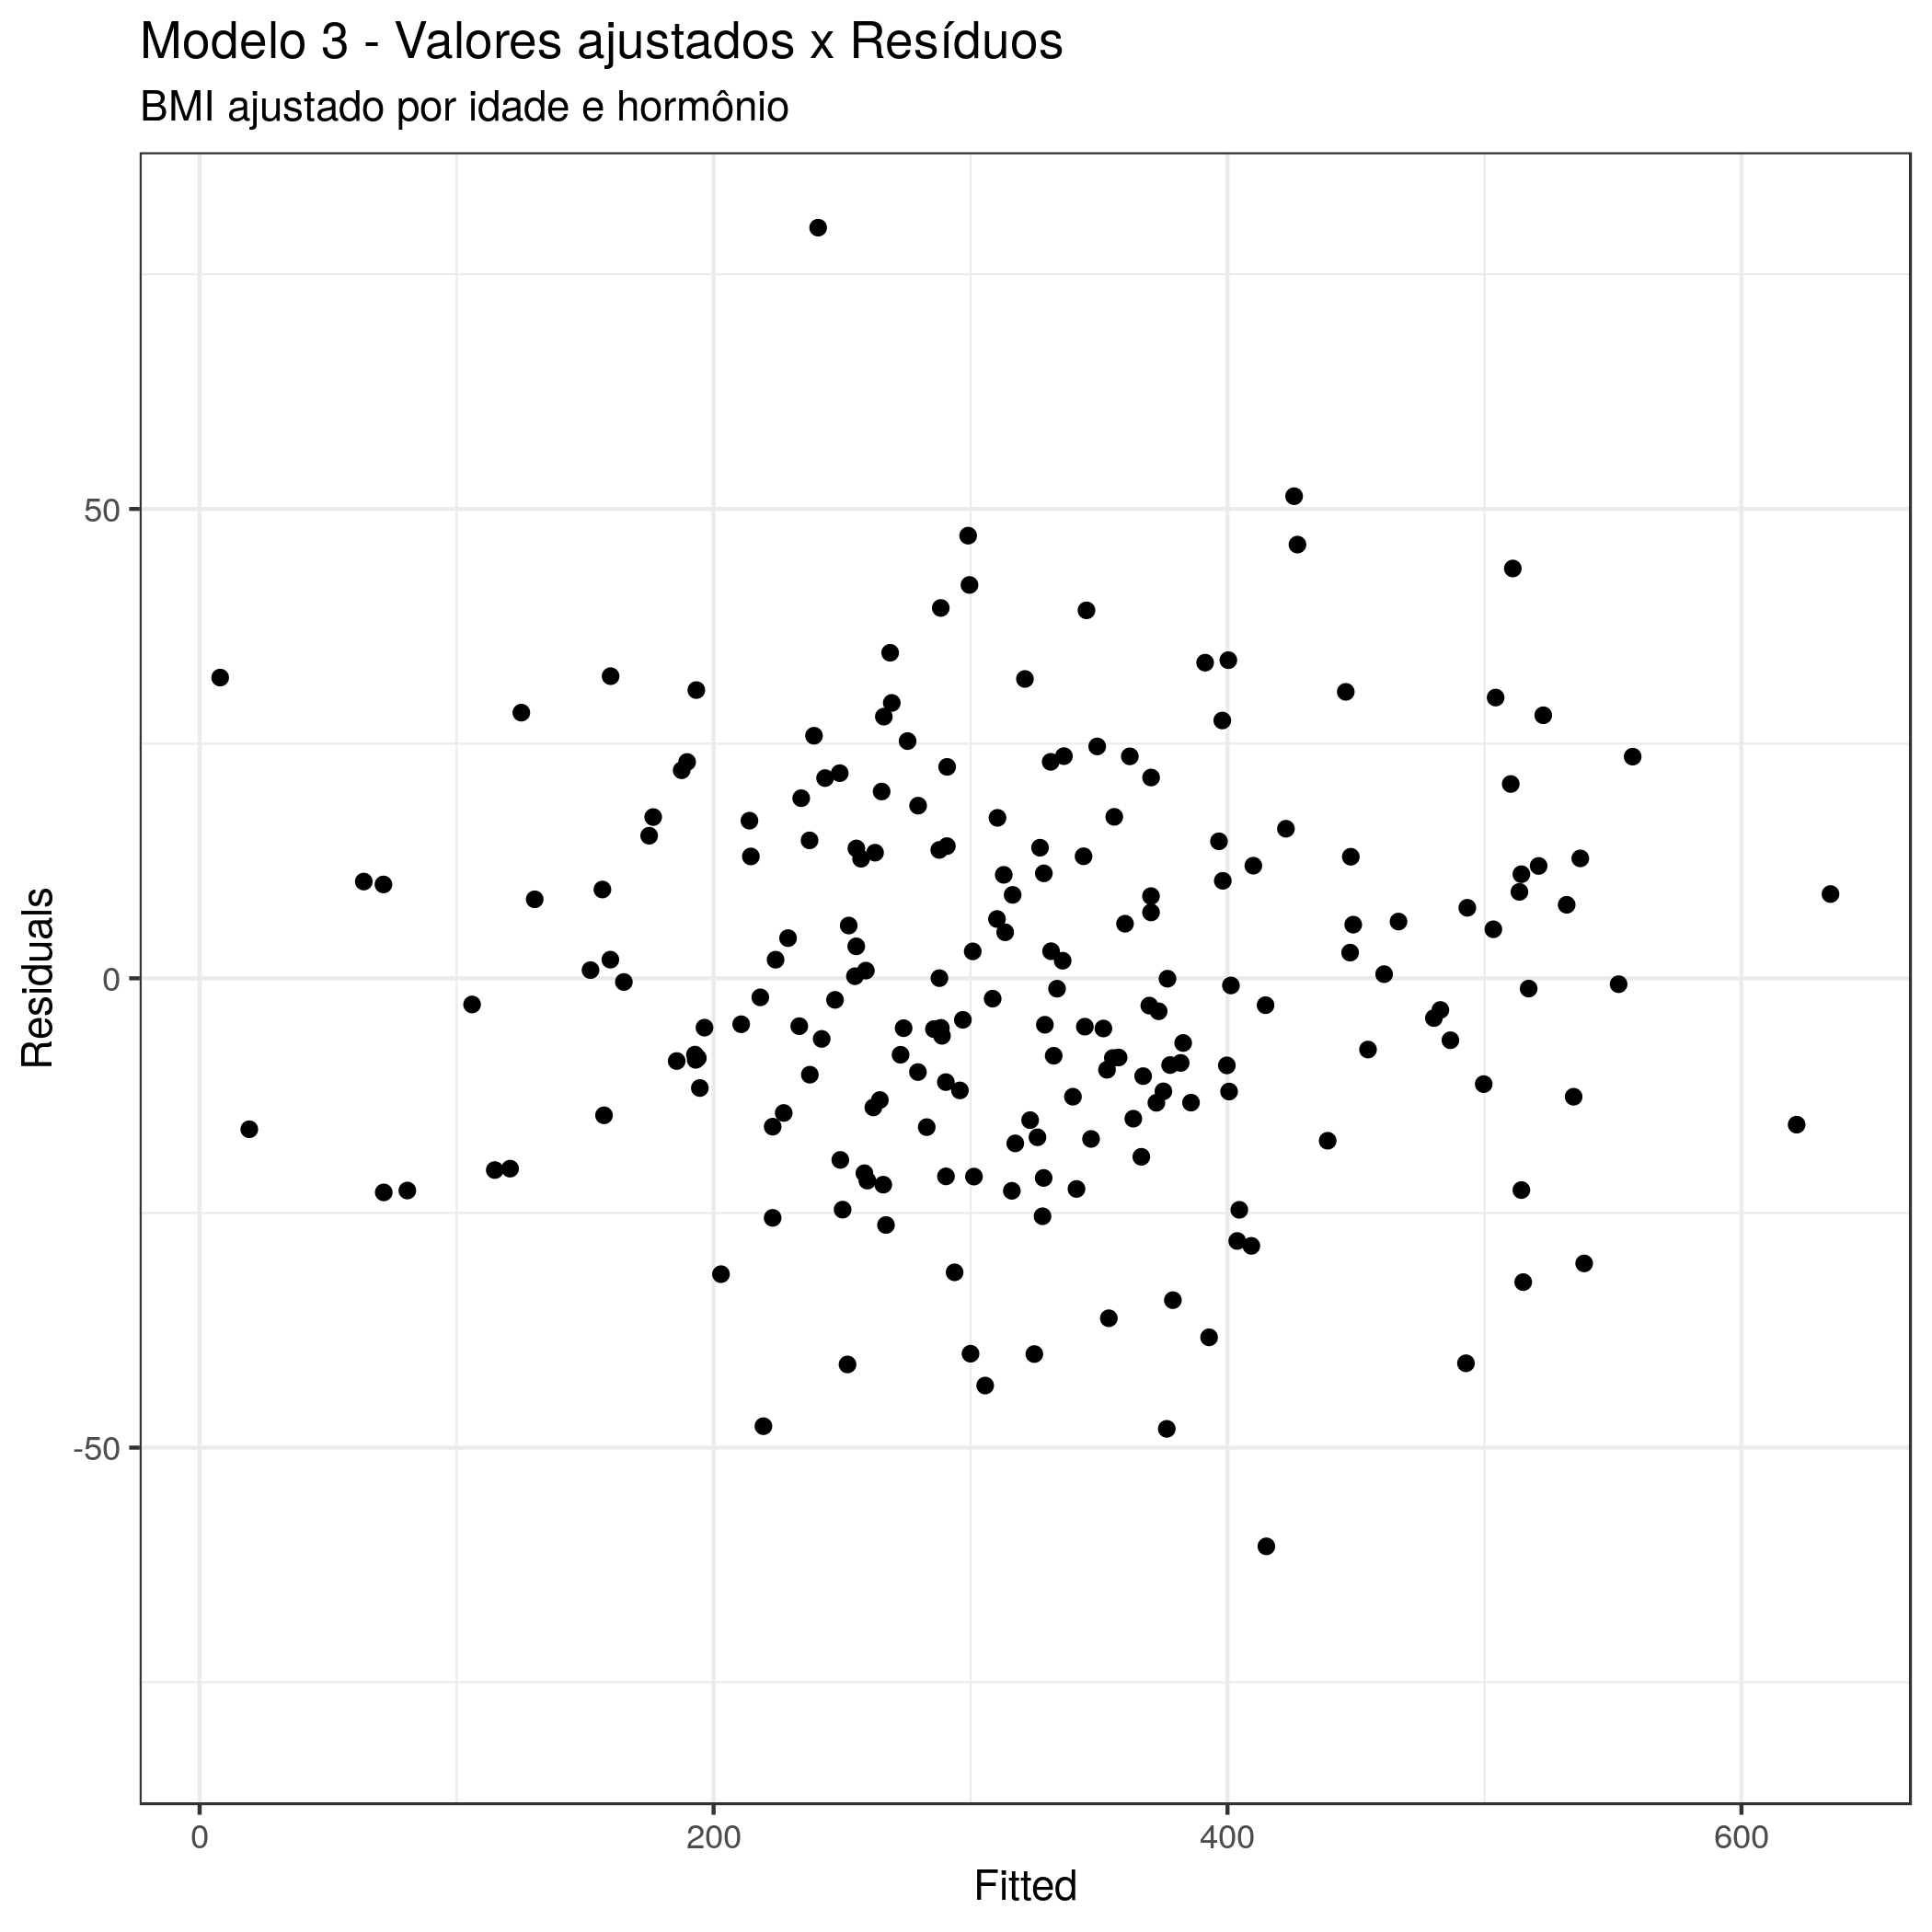 Modelo 3 - Valores ajustados x Resíduos
BMI ajustado por idade e hormônio
50
0
-50
Residuals
0 200 400 600
Fitted